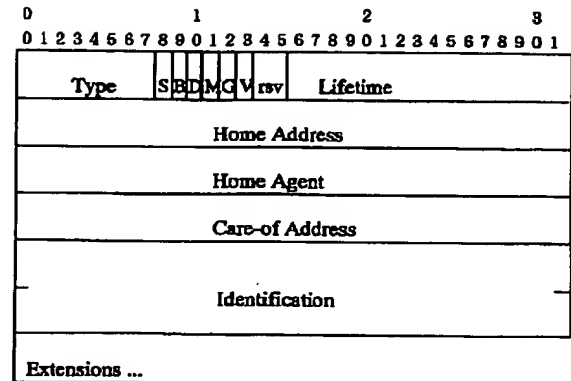 0 1 2 3
0 1 2 3 4 5 6 7 8 9 0 1 2 3 4 5 6 7 8 9 0 1 2 3 4 5 6 7 8 9 0 1
Type S B D M G V rsv Lifetime
Home Address
Home Agent
Care-of Address
Identification
Extensions ...